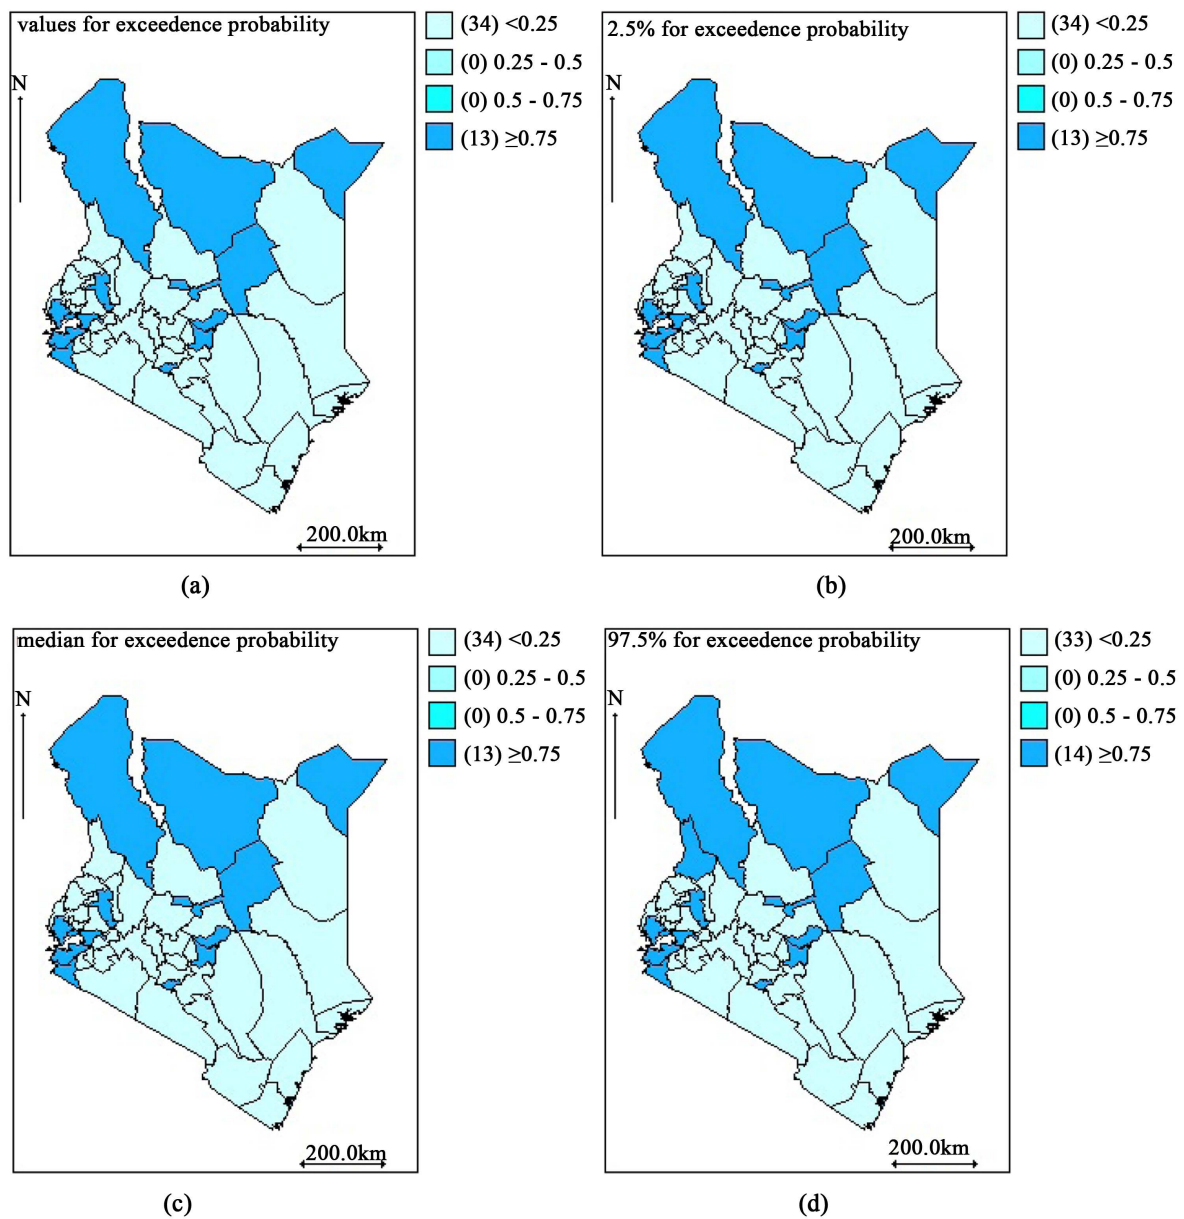 values for exceedence probability
(34) <0.25
(0) 0.25 - 0.5
(0) 0.5 - 0.75
(13) ≥0.75
N
200.0km
(a)
2.5% for exceedence probability
(34) <0.25
(0) 0.25 - 0.5
(0) 0.5 - 0.75
(13) ≥0.75
N
200.0km
(b)
median for exceedence probability
(34) <0.25
(0) 0.25 - 0.5
(0) 0.5 - 0.75
(13) ≥0.75
N
200.0km
(c)
97.5% for exceedence probability
(33) <0.25
(0) 0.25 - 0.5
(0) 0.5 - 0.75
(14) ≥0.75
N
200.0km
(d)